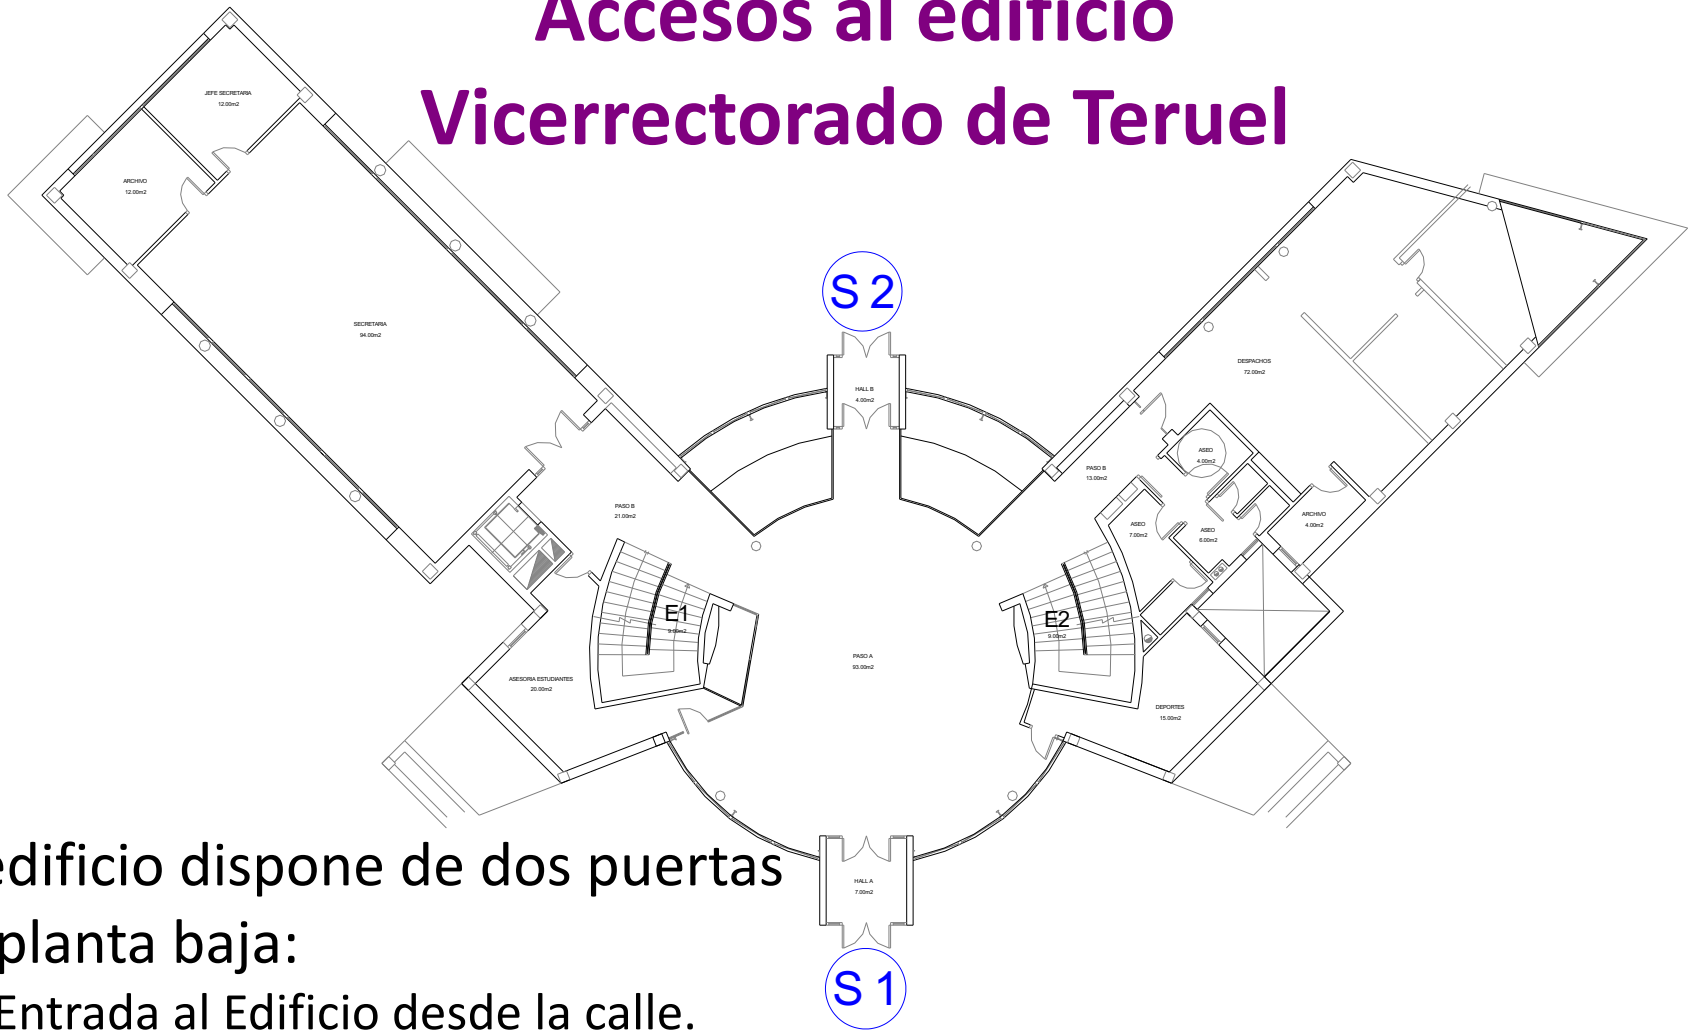 Accesos al edificio
Vicerrectorado de Teruel
JEFE SECRETARIA
12.00m2
ARCHIVO
12.00m2
SECRETARIA
94.00m2
S 2
HALL B
4.00m2
DESPACHOS
72.00m2
ASEO
4.00m2
PASO B
13.00m2
PASO B
21.00m2
ASEO
7.00m2
ASEO
6.00m2
ARCHIVO
4.00m2
E1
9.00m2
E2
9.00m2
PASO A
93.00m2
ASESORIA ESTUDIANTES
20.00m2
DEPORTES
15.00m2
HALL A
7.00m2
S 1
edificio dispone de dos puertas
planta baja:
Entrada al Edificio desde la calle.